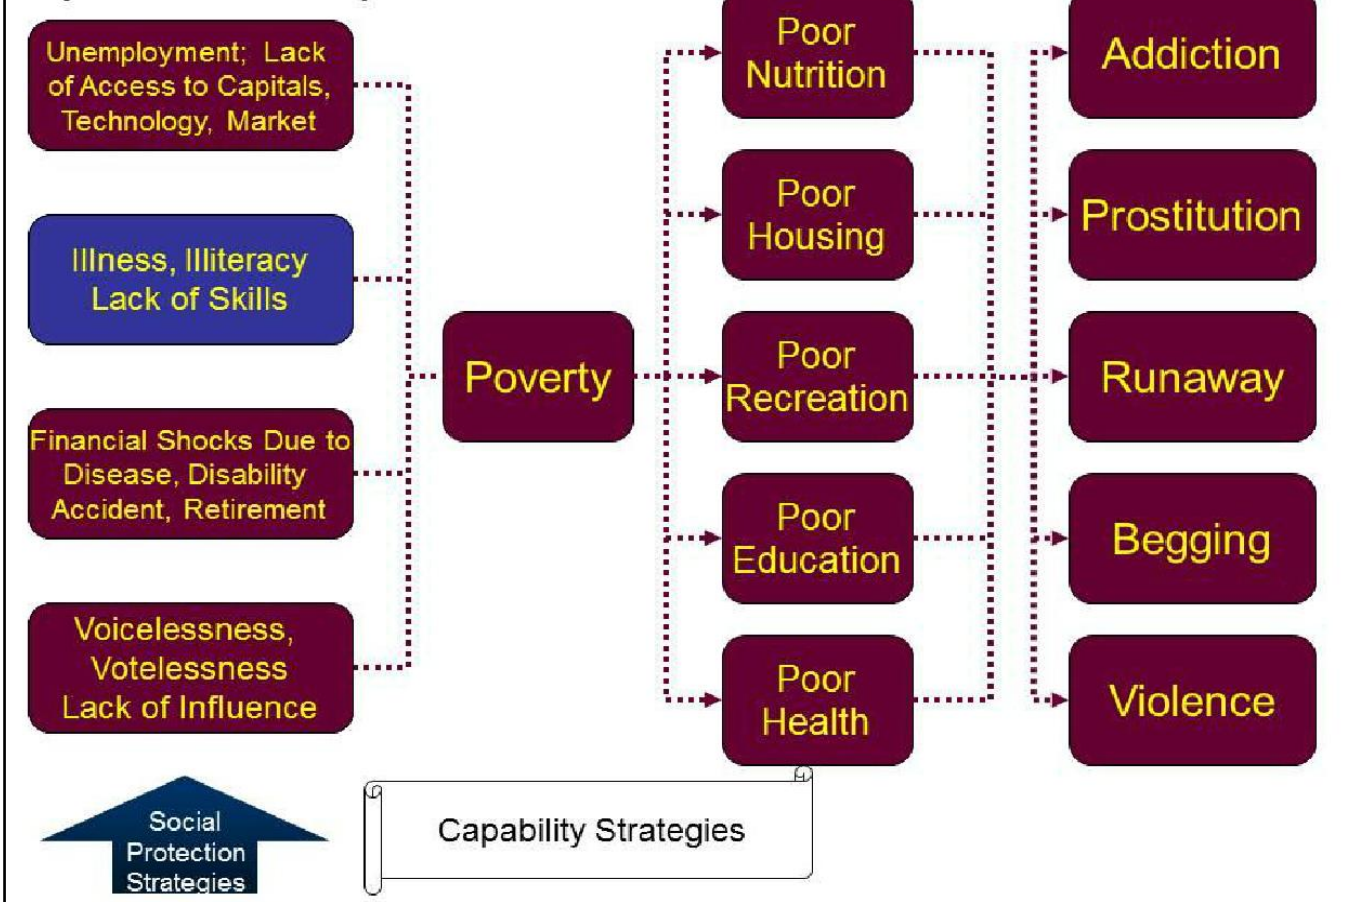 Unemployment; Lack
of Access to Capitals,
Technology, Market
Illness, Illiteracy
Lack of Skills
Financial Shocks Due to
Disease, Disability
Accident, Retirement
Voicelessness,
Votelessness
Lack of Influence
Poverty
Poor
Nutrition
Poor
Housing
Poor
Recreation
Poor
Education
Poor
Health
Addiction
Prostitution
Runaway
Begging
Violence
Social
Protection
Strategies
Capability Strategies